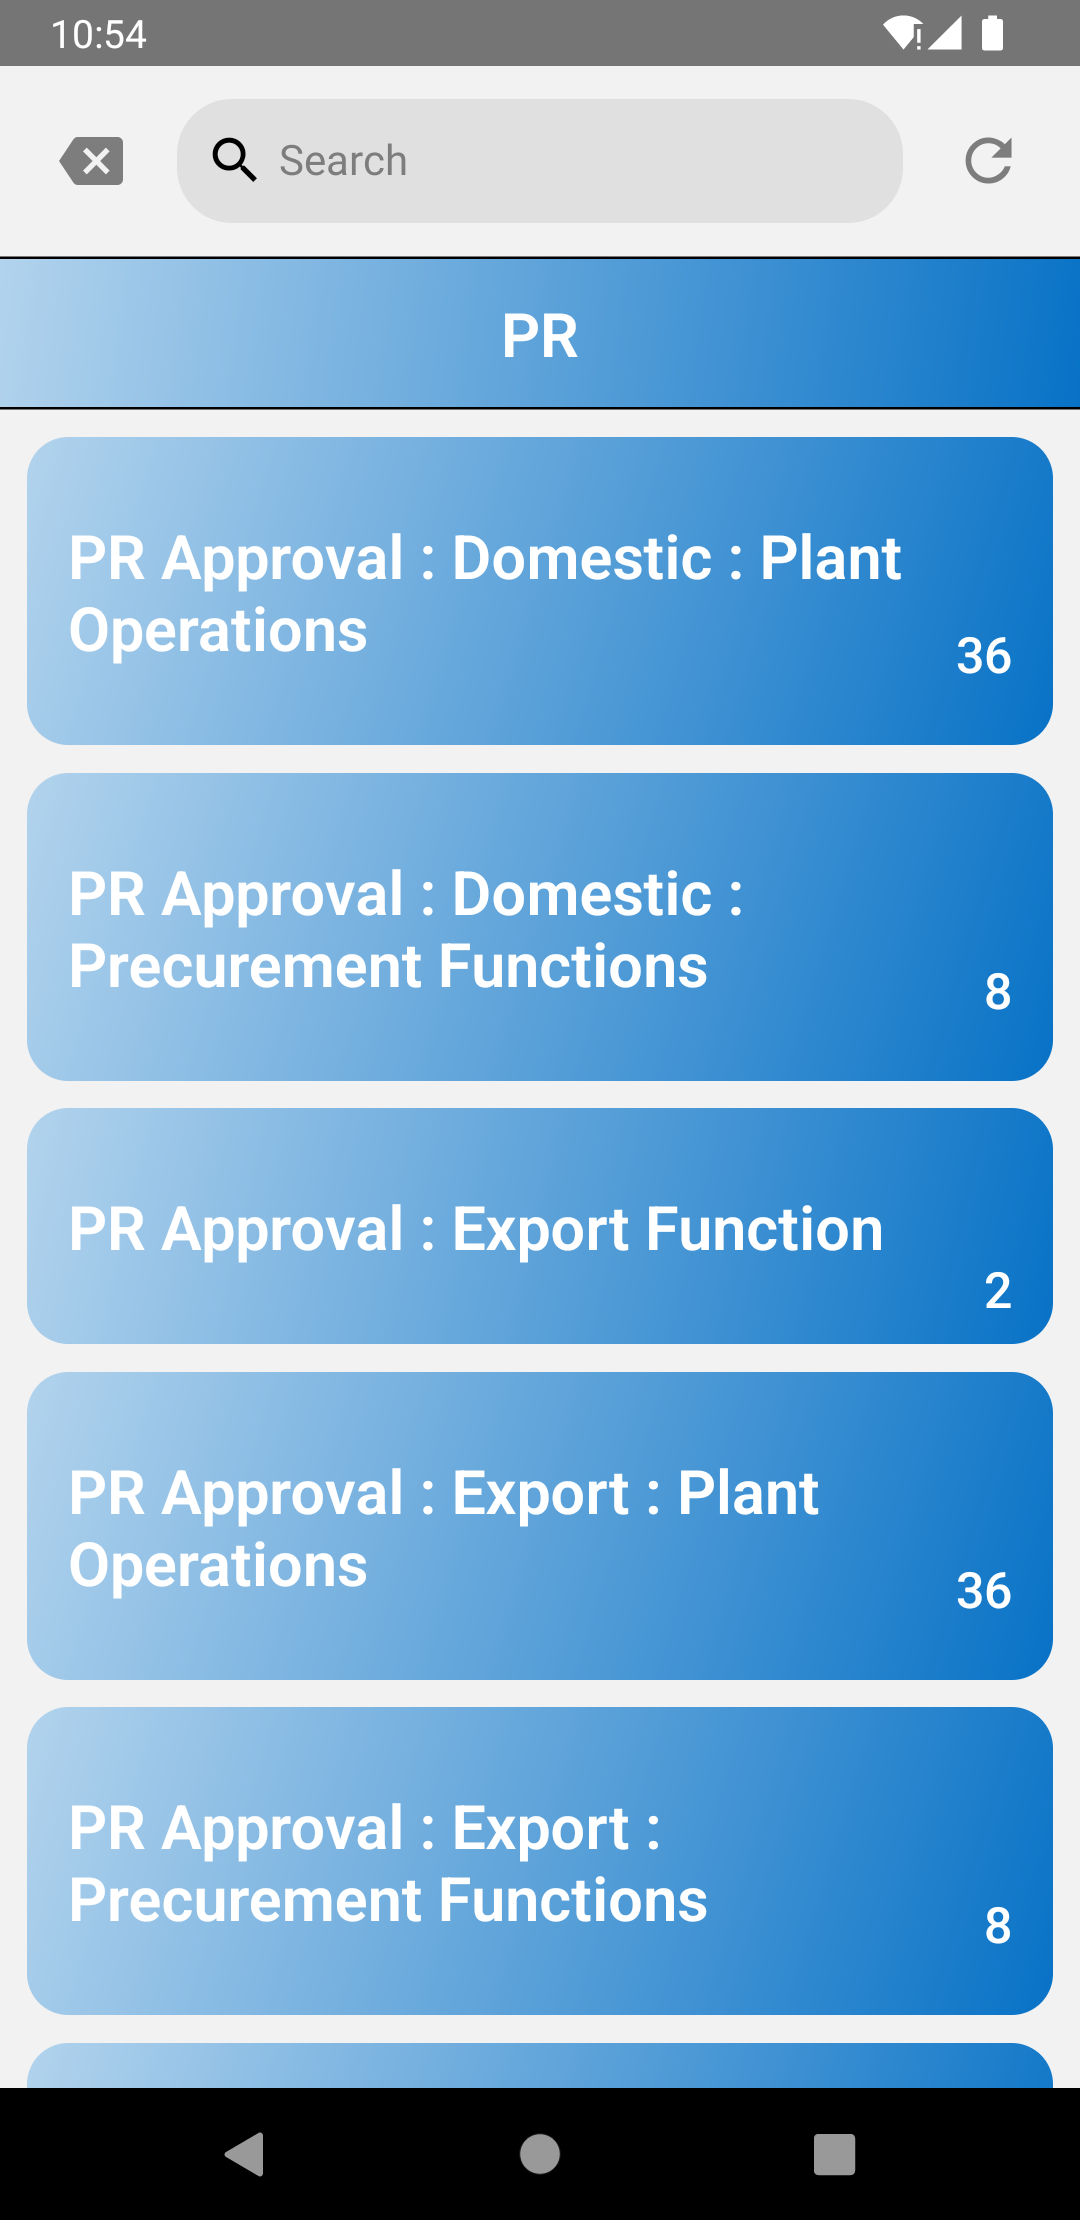 10:54
Search
PR
PR Approval : Domestic : Plant
Operations
36
PR Approval : Domestic :
Precurement Functions
8
PR Approval : Export Function
2
PR Approval : Export : Plant
Operations
36
PR Approval : Export :
Precurement Functions
8